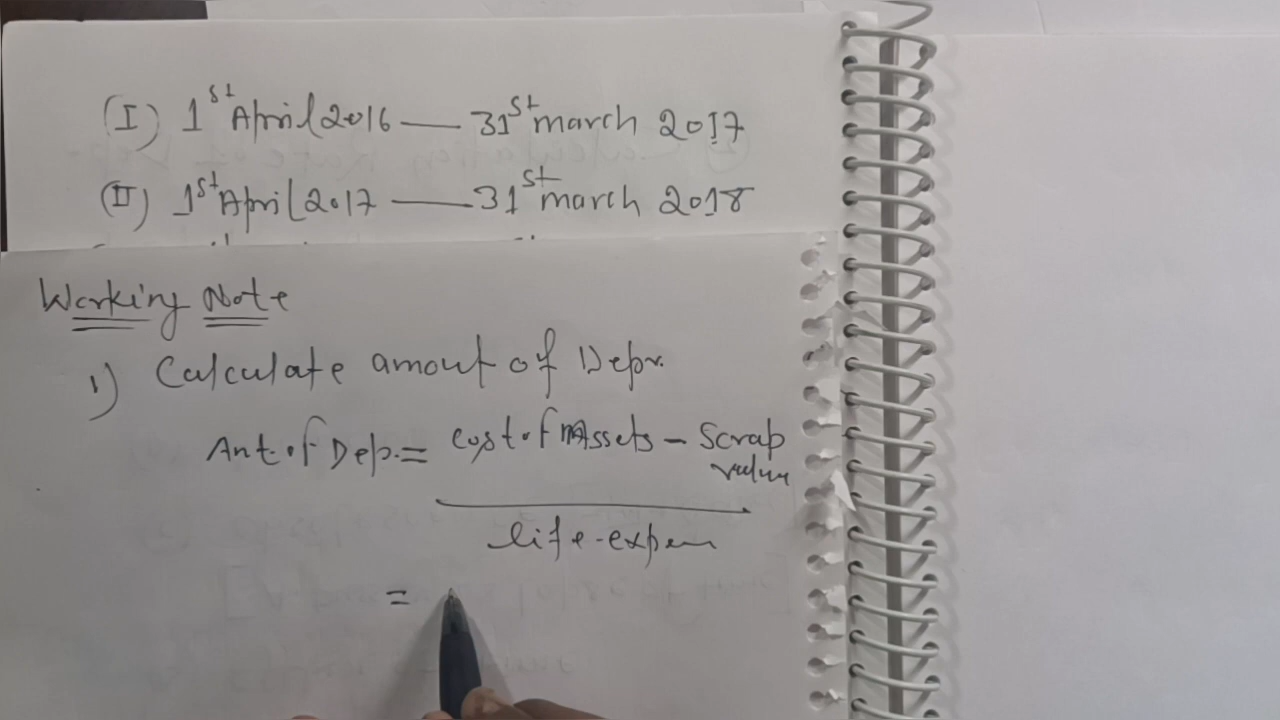 (I) 1st April 2016 — 31st march 2017
(II) 1st April 2017 — 31st march 2018
Working Note
1) Calculate amout of Depr.
Amt. of Dep. = cost of Assets - Scrap value
life-expen
=